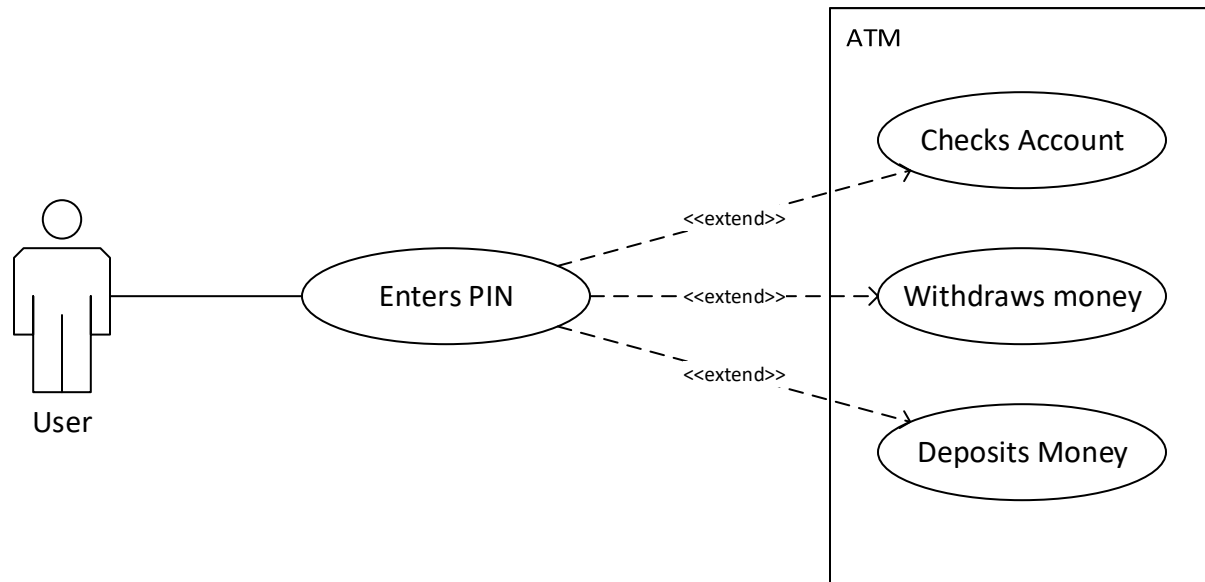 ATM
Checks Account
<<extend>>
Enters PIN
<<extend>>
Withdraws money
<<extend>>
User
Deposits Money